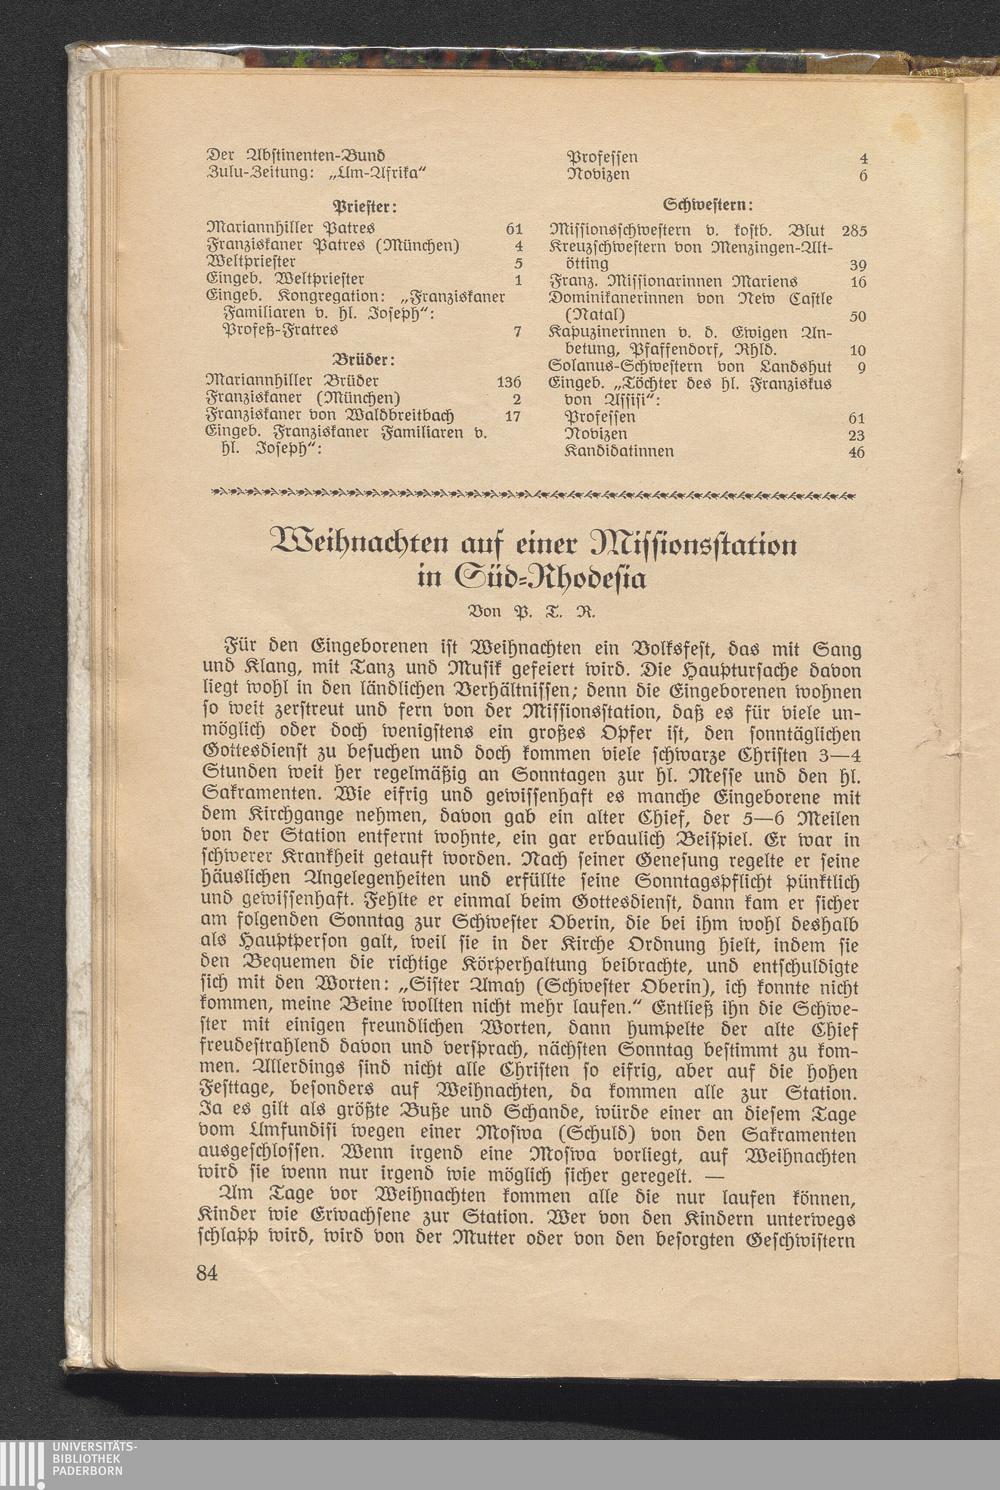 Der Abstinenten-Bund
Zulu-Zeitung: „Um-Afrika“
Priester:
Mariannhiller Patres 61
Franziskaner Patres (München) 4
Weltpriester 5
Eingeb. Weltpriester 1
Eingeb. Kongregation: „Franziskaner
Familiaren v. hl. Joseph“:
Profeß-Fratres 7
Brüder:
Mariannhiller Brüder 136
Franziskaner (München) 2
Franziskaner von Waldbreitbach 17
Eingeb. Franziskaner Familiaren v.
hl. Joseph“:
Professen 4
Novizen 6
Schwestern:
Missionsschwestern v. kostb. Blut 285
Kreuzschwestern von Menzingen-Alt-
ötting 39
Franz. Missionarinnen Mariens 16
Dominikanerinnen von New Castle
(Natal) 50
Kapuzinerinnen v. d. Ewigen An-
betung, Pfaffendorf, Rhld. 10
Solanus-Schwestern von Landshut 9
Eingeb. „Töchter des hl. Franziskus
von Assisi“:
Professen 61
Novizen 23
Kandidatinnen 46
Weihnachten auf einer Missionsstation
in Süd-Rhodesia
Von P. T. R.
Für den Eingeborenen ist Weihnachten ein Volksfest, das mit Sang
und Klang, mit Tanz und Musik gefeiert wird. Die Hauptursache davon
liegt wohl in den ländlichen Verhältnissen; denn die Eingeborenen wohnen
so weit zerstreut und fern von der Missionsstation, daß es für viele un-
möglich oder doch wenigstens ein großes Opfer ist, den sonntäglichen
Gottesdienst zu besuchen und doch kommen viele schwarze Christen 3—4
Stunden weit her regelmäßig an Sonntagen zur hl. Messe und den hl.
Sakramenten. Wie eifrig und gewissenhaft es manche Eingeborene mit
dem Kirchgange nehmen, davon gab ein alter Chief, der 5—6 Meilen
von der Station entfernt wohnte, ein gar erbaulich Beispiel. Er war in
schwerer Krankheit getauft worden. Nach seiner Genesung regelte er seine
häuslichen Angelegenheiten und erfüllte seine Sonntagspflicht pünktlich
und gewissenhaft. Fehlte er einmal beim Gottesdienst, dann kam er sicher
am folgenden Sonntag zur Schwester Oberin, die bei ihm wohl deshalb
als Hauptperson galt, weil sie in der Kirche Ordnung hielt, indem sie
den Bequemen die richtige Körperhaltung beibrachte, und entschuldigte
sich mit den Worten: „Sister Amay (Schwester Oberin), ich konnte nicht
kommen, meine Beine wollten nicht mehr laufen.“ Entließ ihn die Schwe-
ster mit einigen freundlichen Worten, dann humpelte der alte Chief
freudestrahlend davon und versprach, nächsten Sonntag bestimmt zu kom-
men. Allerdings sind nicht alle Christen so eifrig, aber auf die hohen
Festtage, besonders auf Weihnachten, da kommen alle zur Station.
Ja es gilt als größte Buße und Schande, würde einer an diesem Tage
vom Umfundisi wegen einer Moswa (Schuld) von den Sakramenten
ausgeschlossen. Wenn irgend eine Moswa vorliegt, auf Weihnachten
wird sie wenn nur irgend wie möglich sicher geregelt. —
Am Tage vor Weihnachten kommen alle die nur laufen können,
Kinder wie Erwachsene zur Station. Wer von den Kindern unterwegs
schlapp wird, wird von der Mutter oder von den besorgten Geschwistern
84
UNIVERSITÄTS-
BIBLIOTHEK
PADERBORN